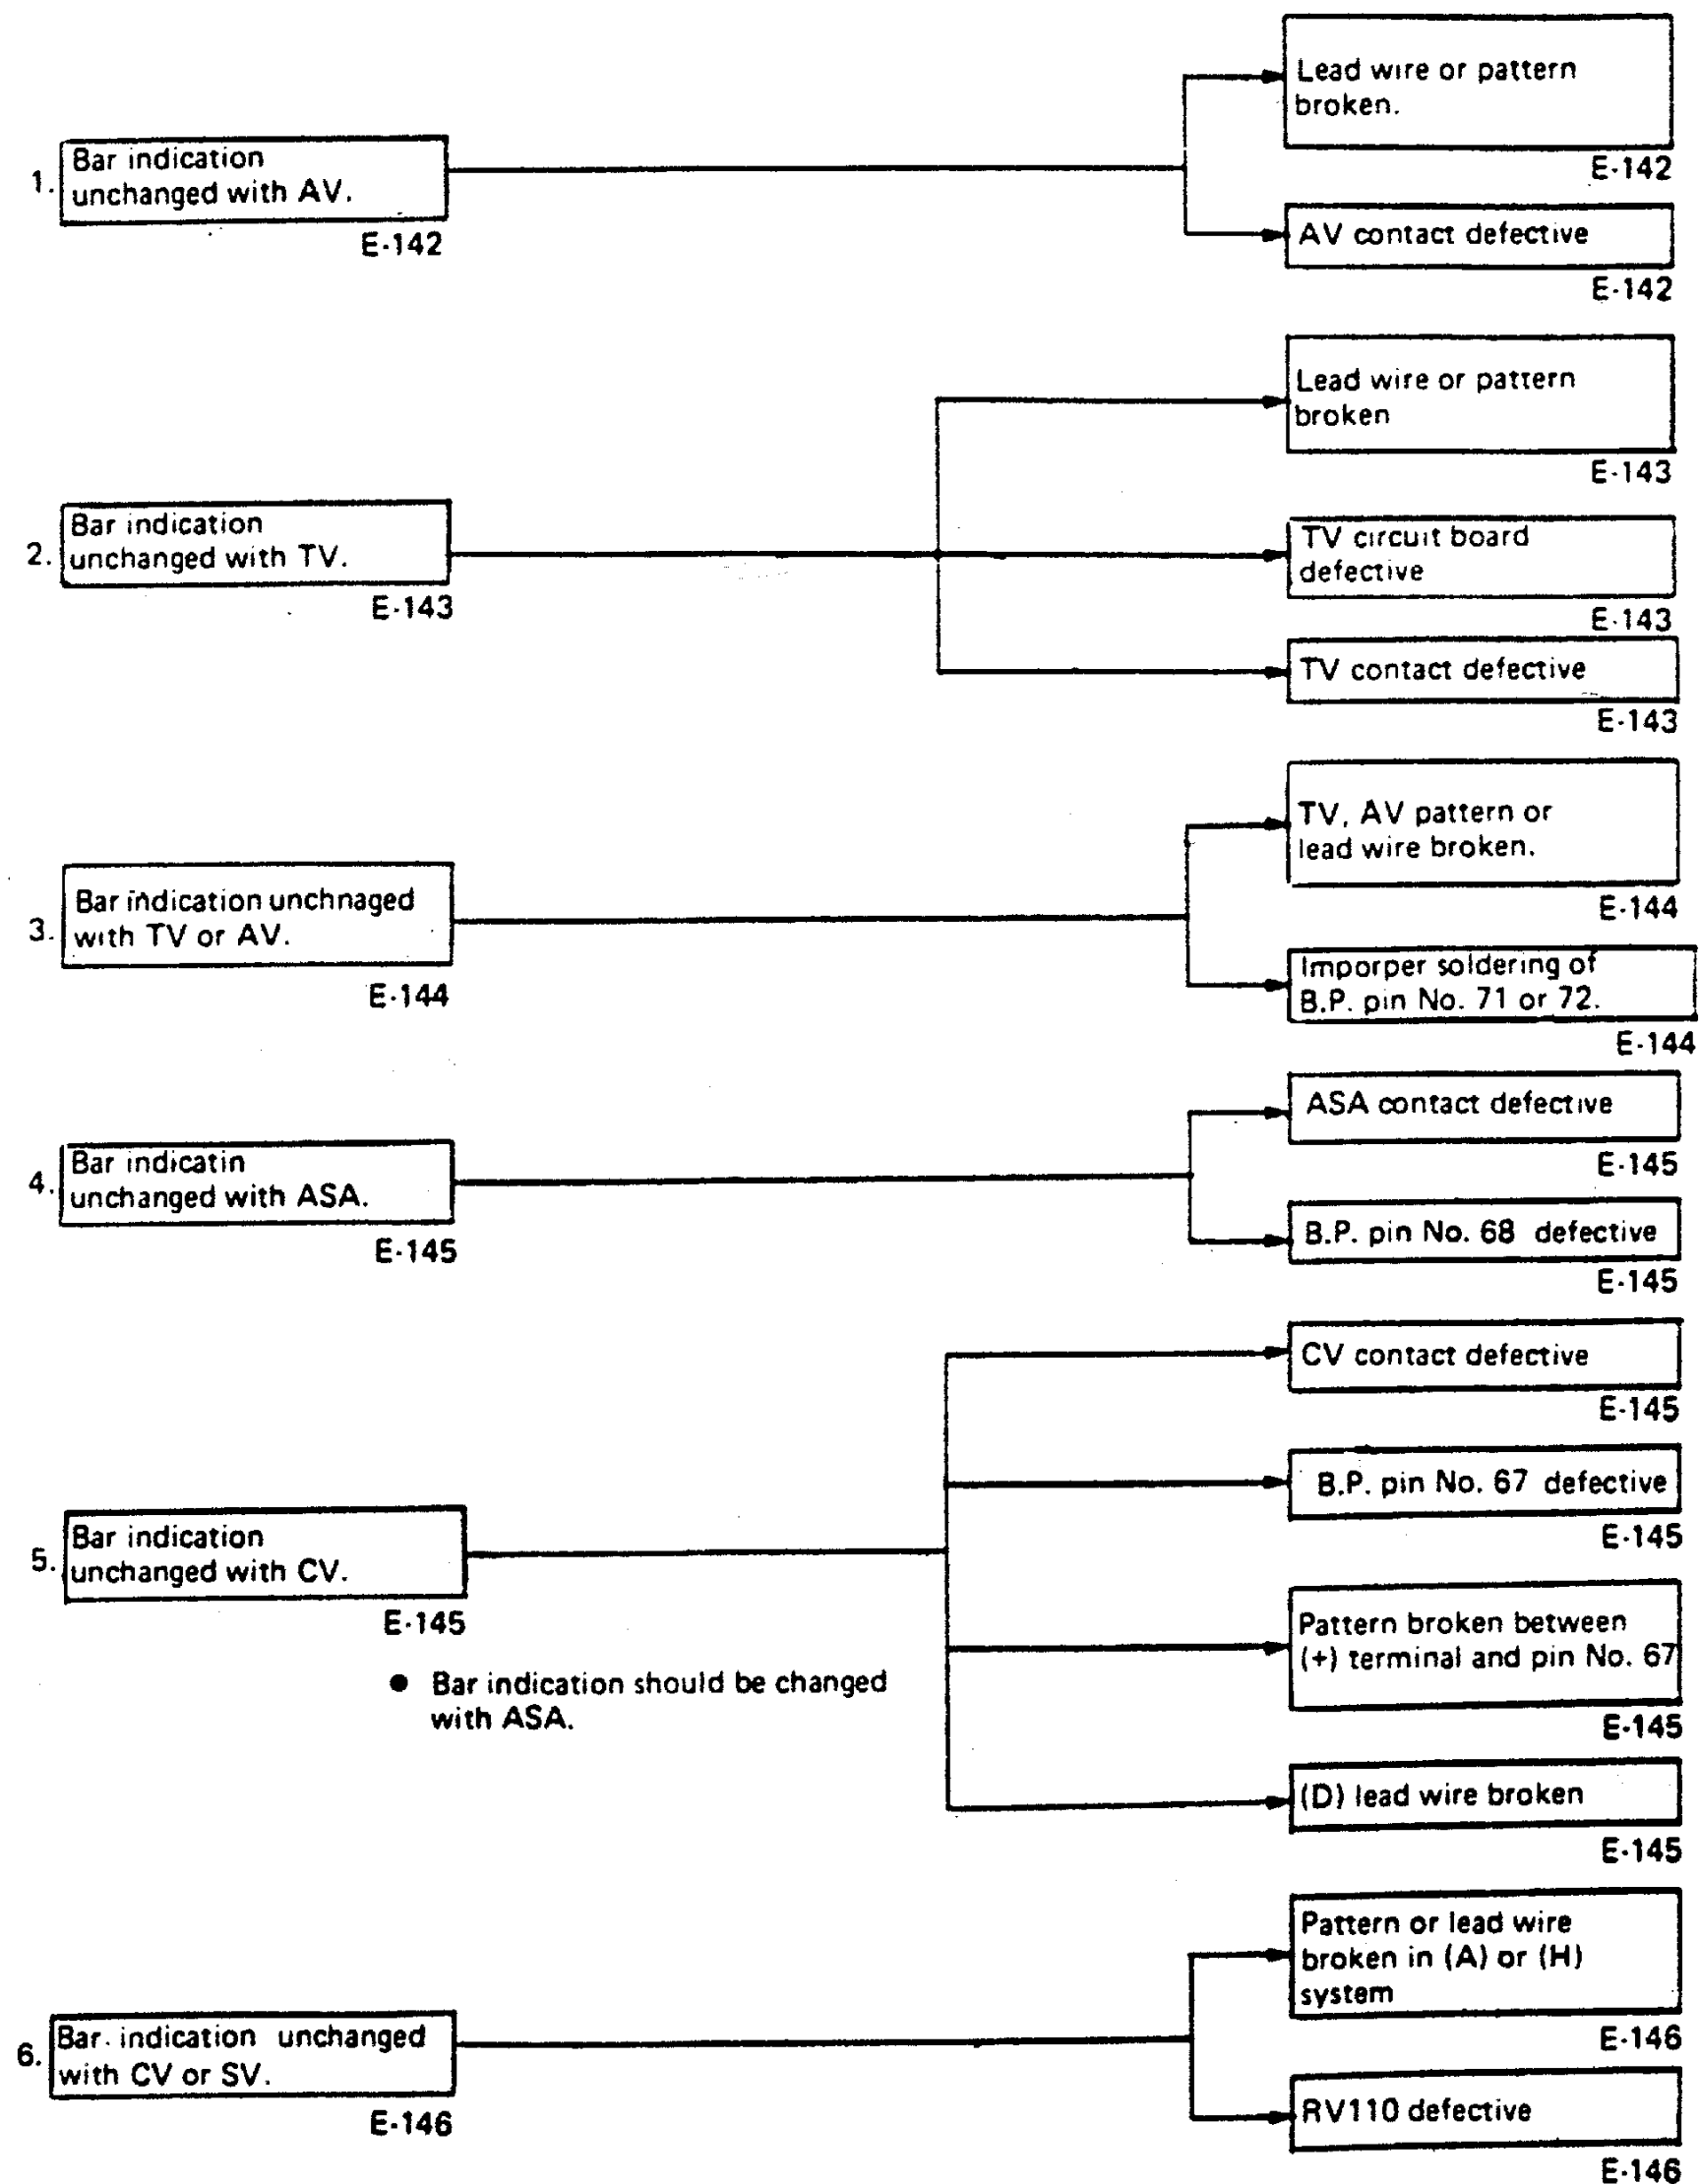 1. Bar indication
unchanged with AV.
E-142
Lead wire or pattern
broken.
E-142
AV contact defective
E-142
2. Bar indication
unchanged with TV.
E-143
Lead wire or pattern
broken
E-143
TV circuit board
defective
E-143
TV contact defective
E-143
3. Bar indication unchnaged
with TV or AV.
E-144
TV, AV pattern or
lead wire broken.
E-144
Imporper soldering of
B.P. pin No. 71 or 72.
E-144
4. Bar indicatin
unchanged with ASA.
E-145
ASA contact defective
E-145
B.P. pin No. 68 defective
E-145
5. Bar indication
unchanged with CV.
E-145
● Bar indication should be changed
with ASA.
CV contact defective
E-145
B.P. pin No. 67 defective
E-145
Pattern broken between
(+) terminal and pin No. 67
E-145
(D) lead wire broken
E-145
6. Bar indication unchanged
with CV or SV.
E-146
Pattern or lead wire
broken in (A) or (H)
system
E-146
RV110 defective
E-146